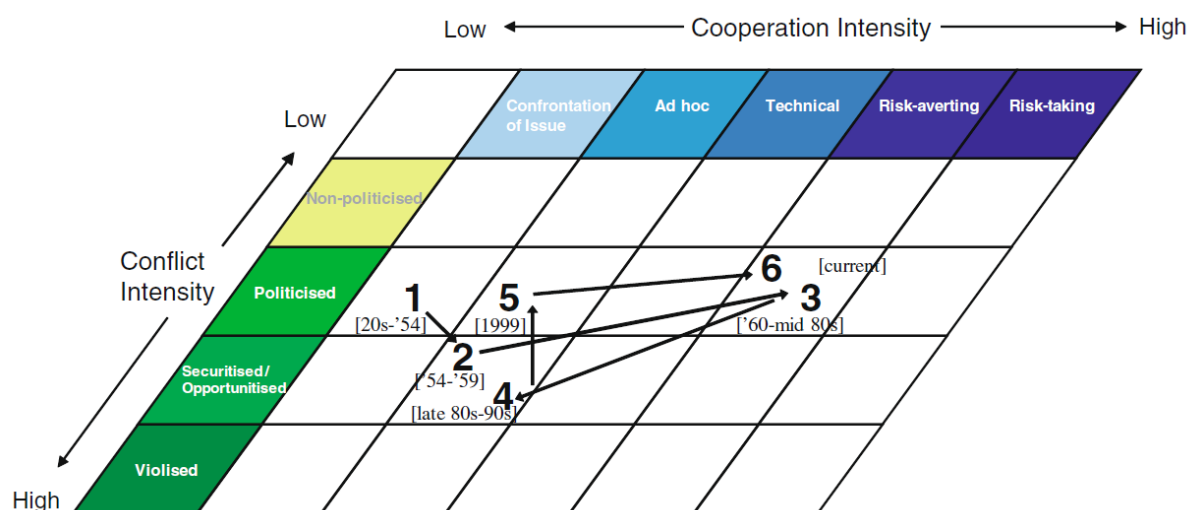 Low Cooperation Intensity High
Confrontation
of Issue
Ad hoc
Technical
Risk-averting
Risk-taking
Low
Non-politicised
Conflict
Intensity
Politicised
Securitised /
Opportunitised
Violised
High
1
[20s-'54]
2
['54-'59]
5
[1999]
4
[late 80s-90s]
6
[current]
3
['60-mid 80s]